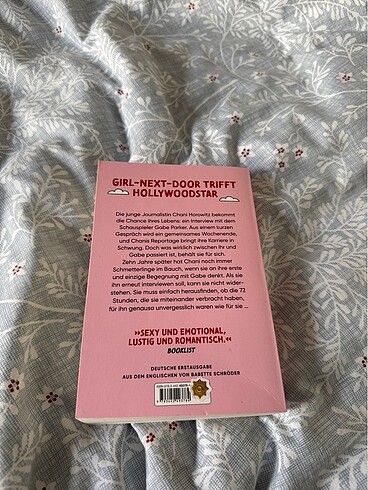 GIRL-NEXT-DOOR TRIFFT
HOLLYWOODSTAR
Die junge Journalistin Chani Horowitz bekommt
die Chance ihres Lebens: ein Interview mit dem
Schauspieler Gabe Parker. Aus einem kurzen
Gespräch wird ein gemeinsames Wochenende,
und Chanis Reportage bringt ihre Karriere in
Schwung. Doch was wirklich zwischen ihr und
Gabe passiert ist, behält sie für sich.
Zehn Jahre später hat Chani noch immer
Schmetterlinge im Bauch, wenn sie an ihre erste
und einzige Begegnung mit Gabe denkt. Als sie
ihn erneut interviewen soll, kann sie nicht wider-
stehen. Sie muss einfach herausfinden, ob die 72
Stunden, die sie miteinander verbracht haben,
für ihn genauso unvergesslich waren wie für sie ...
»SEXY UND EMOTIONAL,
LUSTIG UND ROMANTISCH.«
BOOKLIST
DEUTSCHE ERSTAUSGABE
AUS DEM ENGLISCHEN VON BABETTE SCHRÖDER